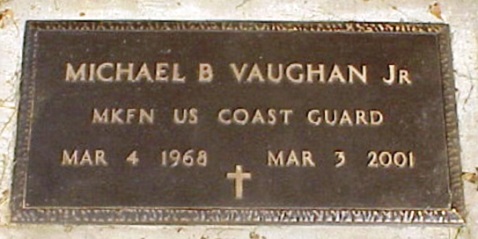 MICHAEL B VAUGHAN JR
MKFN US COAST GUARD
MAR 4 1968 MAR 3 2001